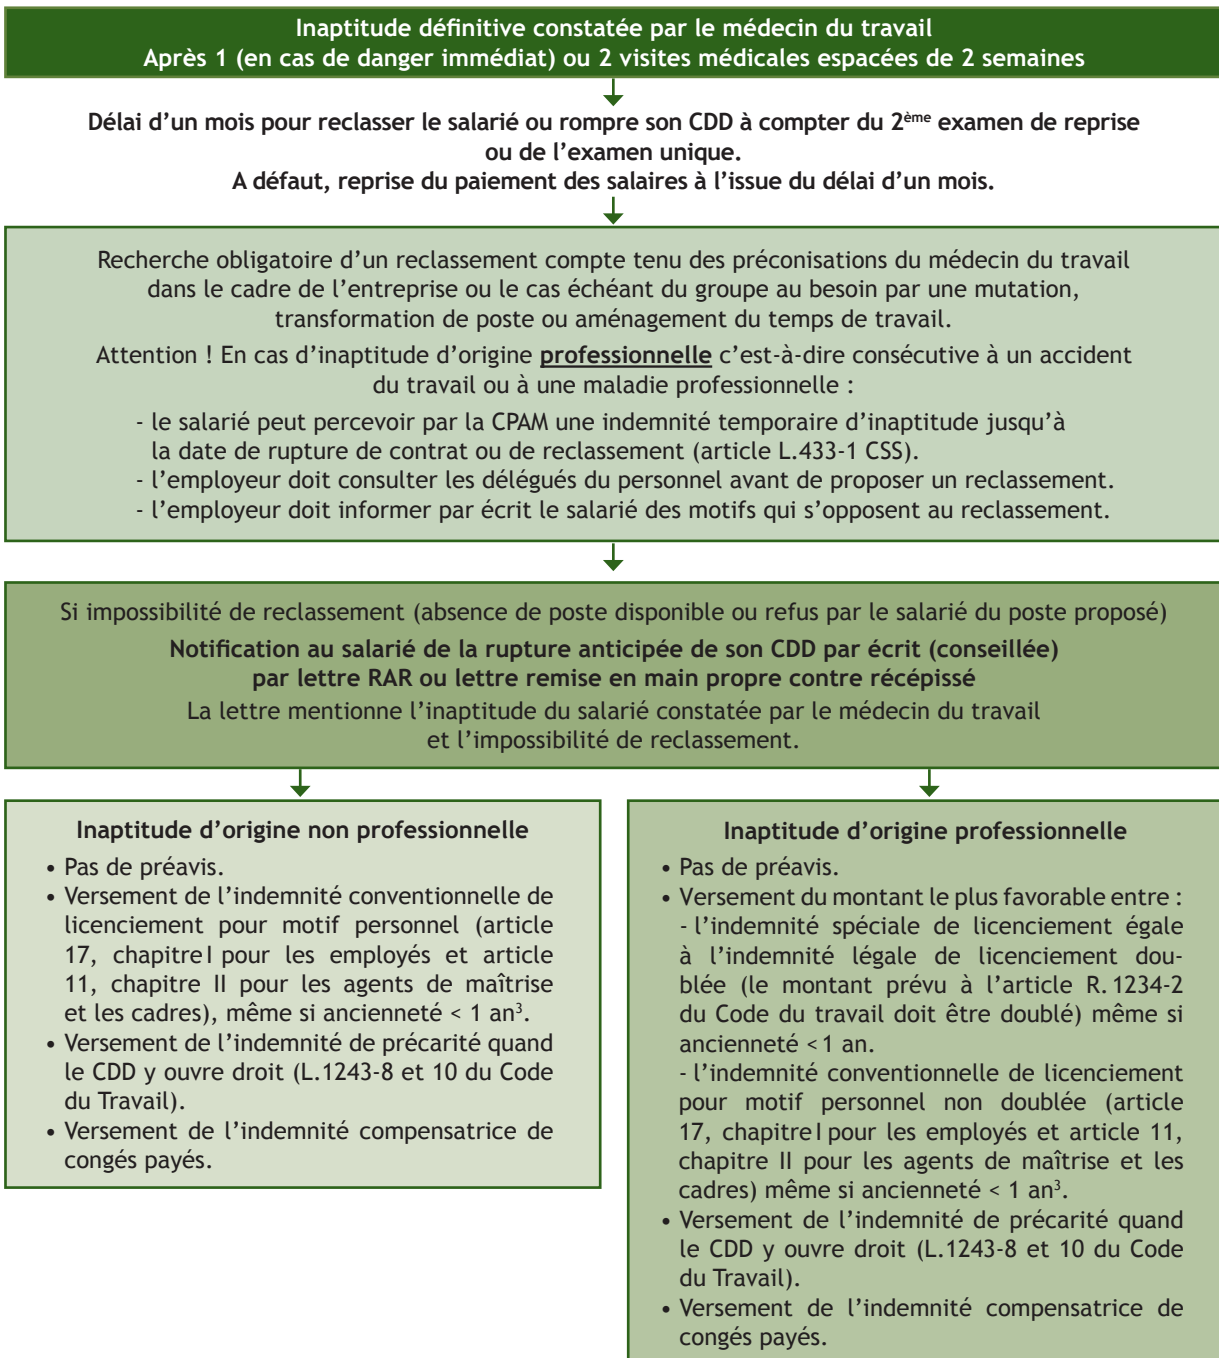 Inaptitude définitive constatée par le médecin du travail
Après 1 (en cas de danger immédiat) ou 2 visites médicales espacées de 2 semaines
Délai d'un mois pour reclasser le salarié ou rompre son CDD à compter du 2ème examen de reprise
ou de l'examen unique.
A défaut, reprise du paiement des salaires à l'issue du délai d'un mois.
Recherche obligatoire d'un reclassement compte tenu des préconisations du médecin du travail
dans le cadre de l'entreprise ou le cas échéant du groupe au besoin par une mutation,
transformation de poste ou aménagement du temps de travail.
Attention ! En cas d'inaptitude d'origine professionnelle c'est-à-dire consécutive à un accident
du travail ou à une maladie professionnelle :
- le salarié peut percevoir par la CPAM une indemnité temporaire d'inaptitude jusqu'à
la date de rupture de contrat ou de reclassement (article L.433-1 CSS).
- l'employeur doit consulter les délégués du personnel avant de proposer un reclassement.
- l'employeur doit informer par écrit le salarié des motifs qui s'opposent au reclassement.
Si impossibilité de reclassement (absence de poste disponible ou refus par le salarié du poste proposé)
Notification au salarié de la rupture anticipée de son CDD par écrit (conseillée)
par lettre RAR ou lettre remise en main propre contre récépissé
La lettre mentionne l'inaptitude du salarié constatée par le médecin du travail
et l'impossibilité de reclassement.
Inaptitude d'origine non professionnelle
• Pas de préavis.
• Versement de l'indemnité conventionnelle de
licenciement pour motif personnel (article
17, chapitre I pour les employés et article
11, chapitre II pour les agents de maîtrise
et les cadres), même si ancienneté < 1 an3.
• Versement de l'indemnité de précarité quand
le CDD y ouvre droit (L.1243-8 et 10 du Code
du Travail).
• Versement de l'indemnité compensatrice de
congés payés.
Inaptitude d'origine professionnelle
• Pas de préavis.
• Versement du montant le plus favorable entre :
- l'indemnité spéciale de licenciement égale
à l'indemnité légale de licenciement dou-
blée (le montant prévu à l'article R. 1234-2
du Code du travail doit être doublé) même si
ancienneté < 1 an.
- l'indemnité conventionnelle de licenciement
pour motif personnel non doublée (article
17, chapitre I pour les employés et article 11,
chapitre II pour les agents de maîtrise et les
cadres) même si ancienneté < 1 an3.
• Versement de l'indemnité de précarité quand
le CDD y ouvre droit (L.1243-8 et 10 du Code
du Travail).
• Versement de l'indemnité compensatrice de
congés payés.